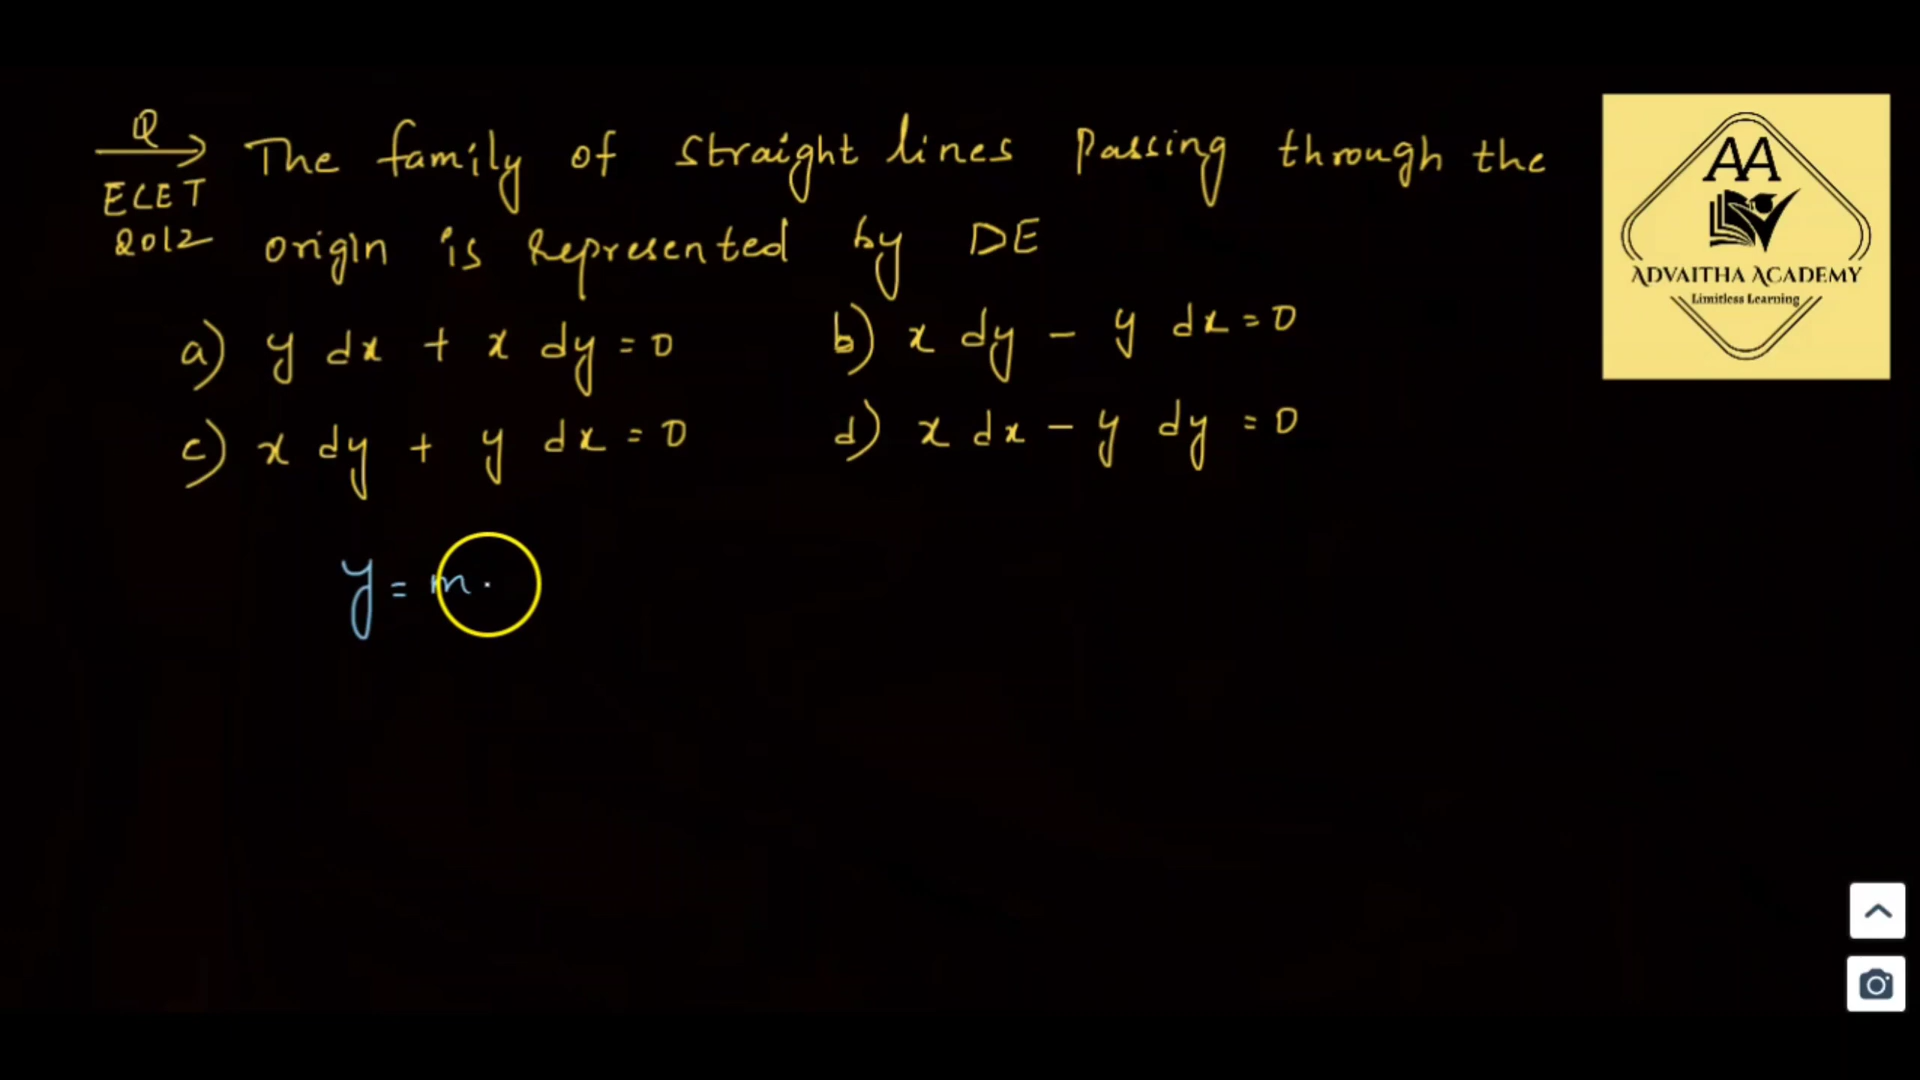 Q
ECET
2012
The family of straight lines passing through the
origin is represented by DE
a) y dx + x dy = 0
b) x dy - y dx = 0
c) x dy + y dx = 0
d) x dx - y dy = 0
y = m
AA
ADVAITHA ACADEMY
Limitless Learning